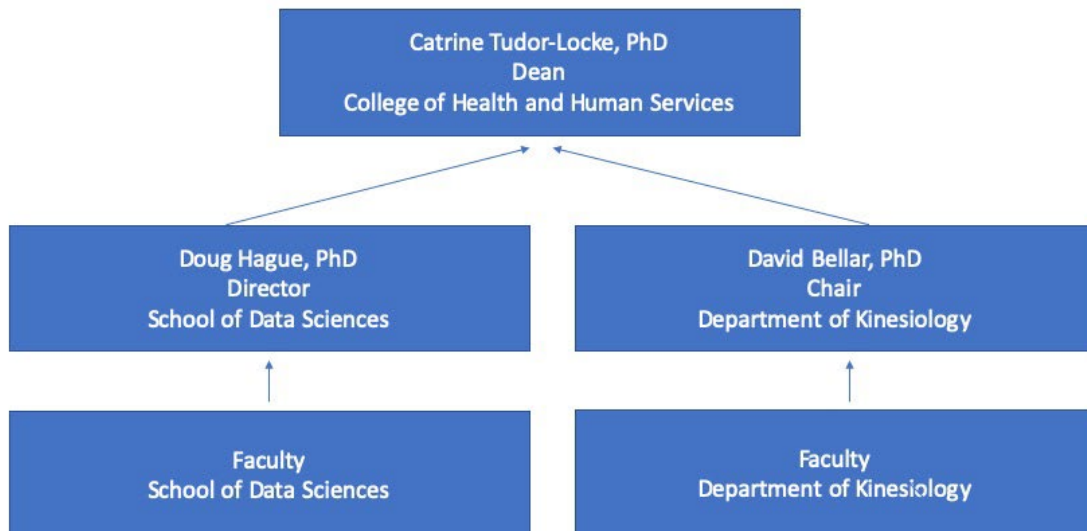 Catrine Tudor-Locke, PhD
Dean
College of Health and Human Services
Doug Hague, PhD
Director
School of Data Sciences
David Bellar, PhD
Chair
Department of Kinesiology
Faculty
School of Data Sciences
Faculty
Department of Kinesiology